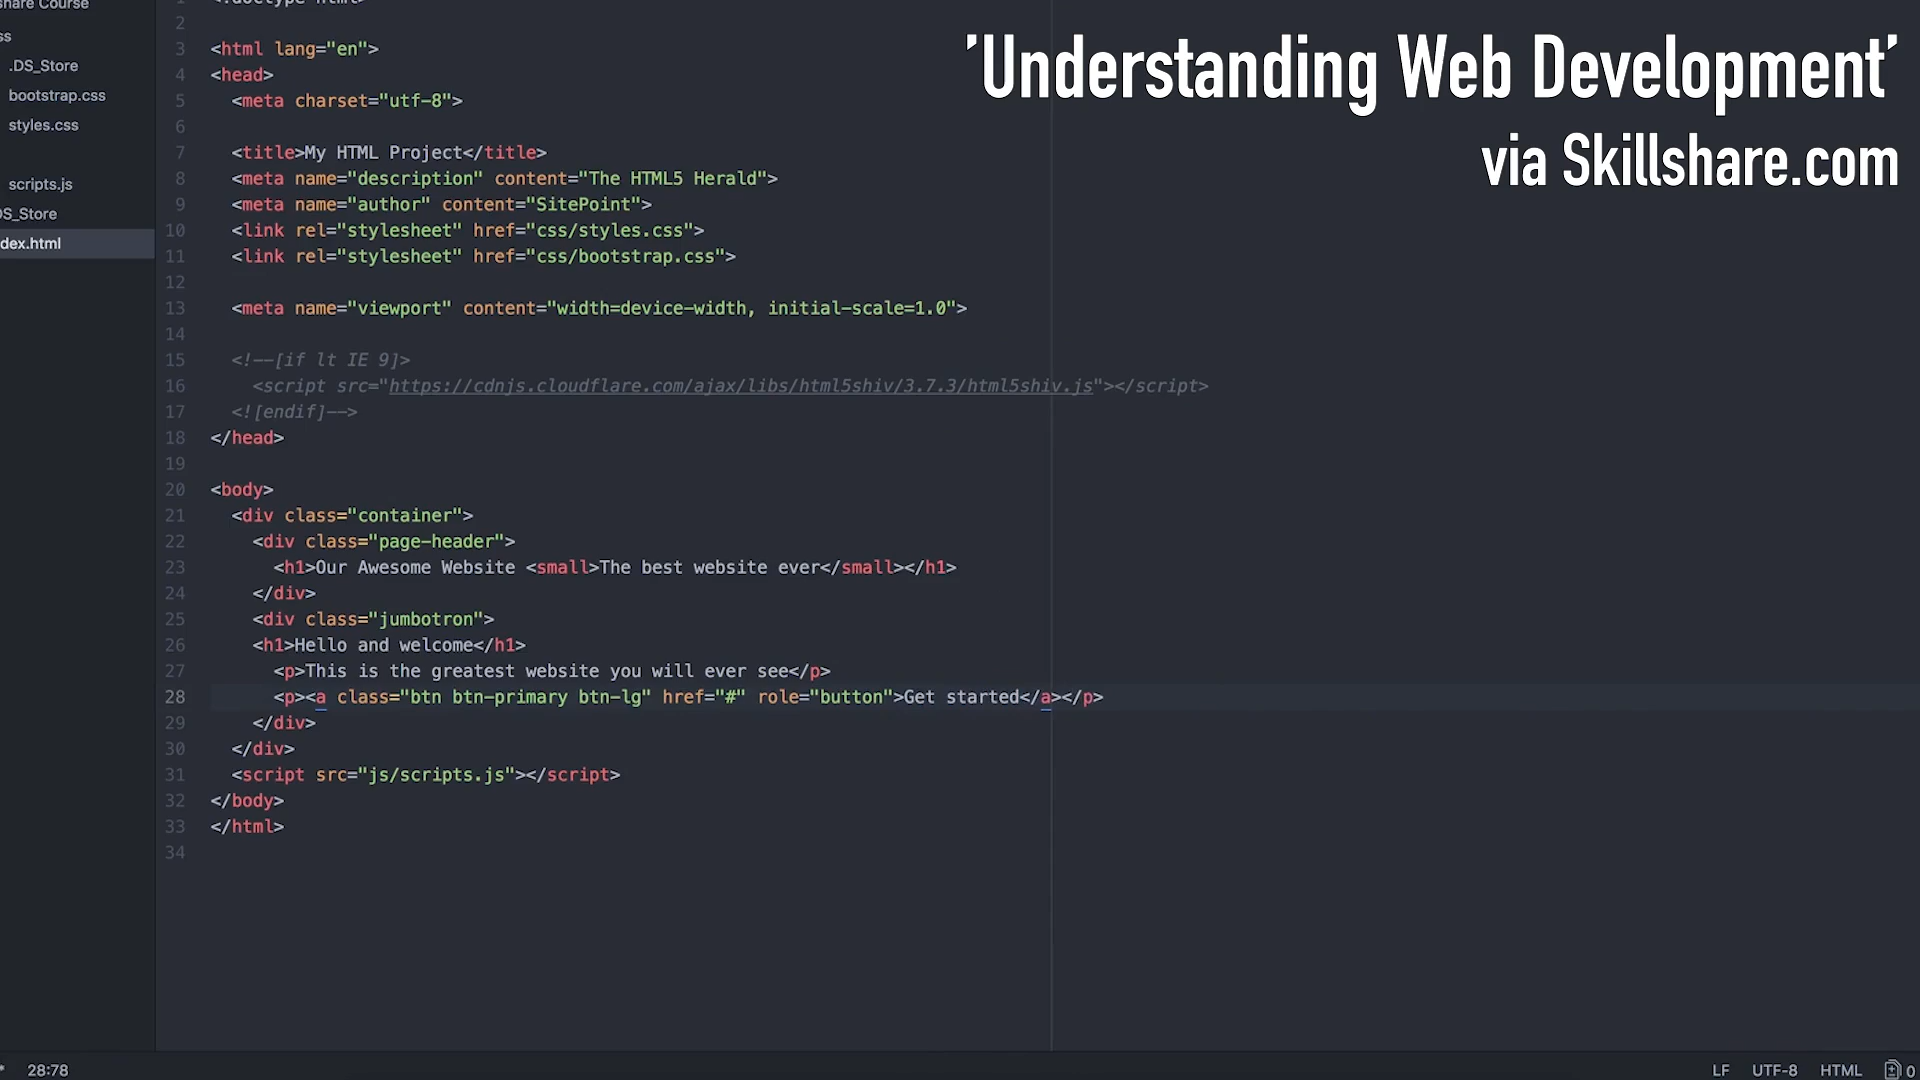 share Course
ss
.DS_Store
bootstrap.css
styles.css
scripts.js
DS_Store
dex.html
'Understanding Web Development'
via Skillshare.com
1 <!doctype html>
2
3 <html lang="en">
4 <head>
5 <meta charset="utf-8">
6
7 <title>My HTML Project</title>
8 <meta name="description" content="The HTML5 Herald">
9 <meta name="author" content="SitePoint">
10 <link rel="stylesheet" href="css/styles.css">
11 <link rel="stylesheet" href="css/bootstrap.css">
12
13 <meta name="viewport" content="width=device-width, initial-scale=1.0">
14
15 <!--[if lt IE 9]>
16 <script src="https://cdnjs.cloudflare.com/ajax/libs/html5shiv/3.7.3/html5shiv.js"></script>
17 <![endif]-->
18 </head>
19
20 <body>
21 <div class="container">
22 <div class="page-header">
23 <h1>Our Awesome Website <small>The best website ever</small></h1>
24 </div>
25 <div class="jumbotron">
26 <h1>Hello and welcome</h1>
27 <p>This is the greatest website you will ever see</p>
28 <p><a class="btn btn-primary btn-lg" href="#" role="button">Get started</a></p>
29 </div>
30 </div>
31 <script src="js/scripts.js"></script>
32 </body>
33 </html>
34
* 28:78
LF UTF-8 HTML 0